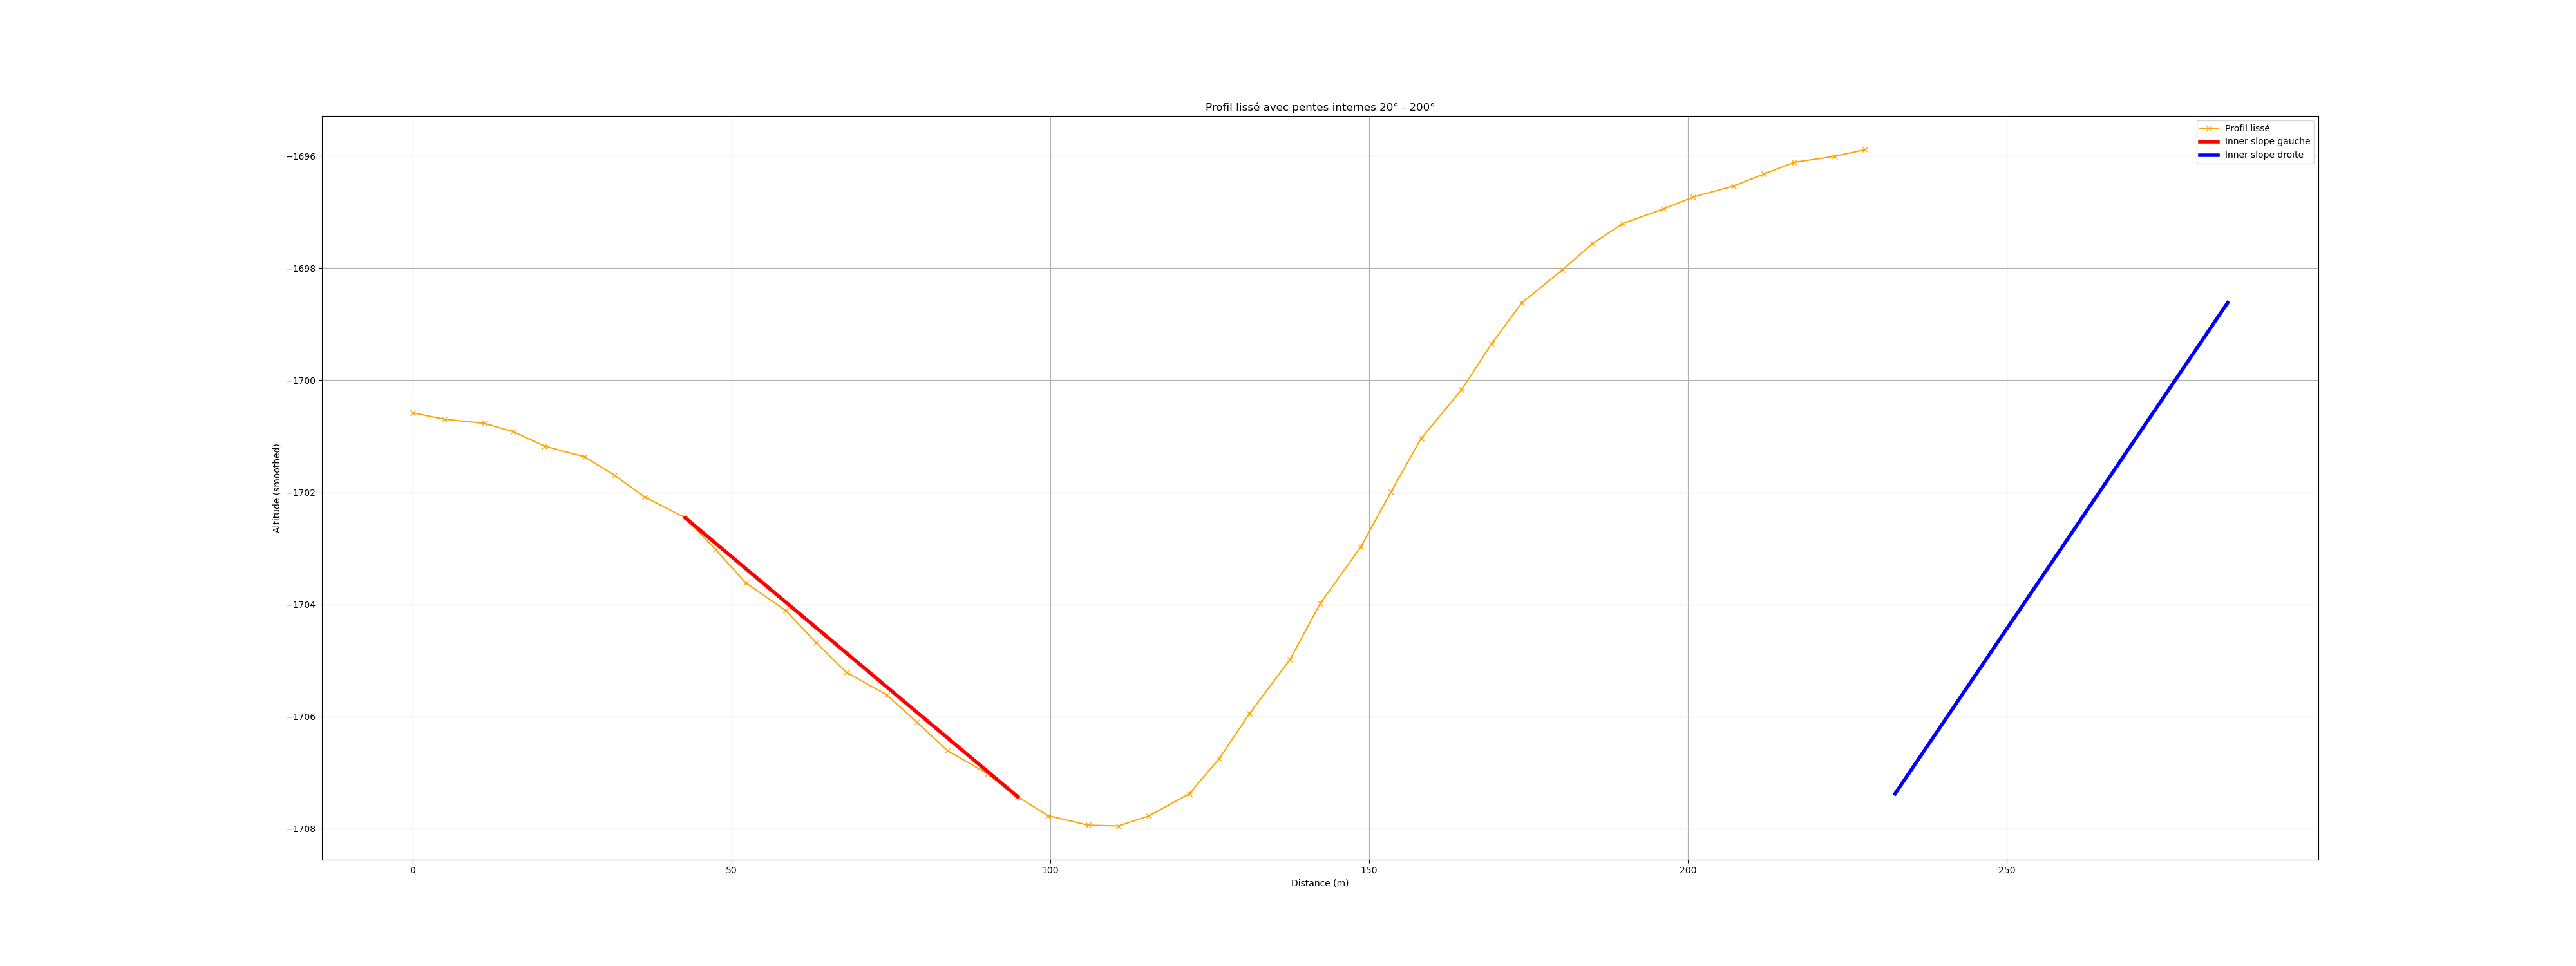 Profil lissé avec pentes internes 20° - 200°
Profil lissé
Inner slope gauche
Inner slope droite
−1696
−1698
−1700
−1702
−1704
−1706
−1708
Altitude (smoothed)
0
50
100
150
200
250
Distance (m)